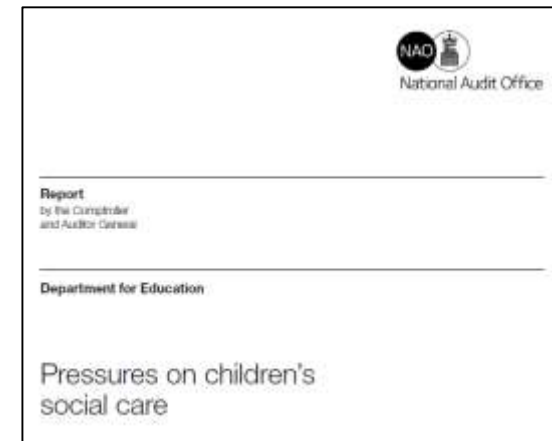 NAO
National Audit Office
Report
by the Comptroller
and Auditor General
Department for Education
Pressures on children's
social care